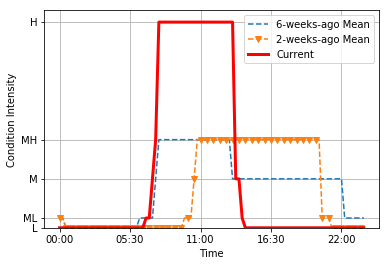 H
MH
M
ML
L
Condition Intensity
6-weeks-ago Mean
2-weeks-ago Mean
Current
00:00 05:30 11:00 16:30 22:00
Time